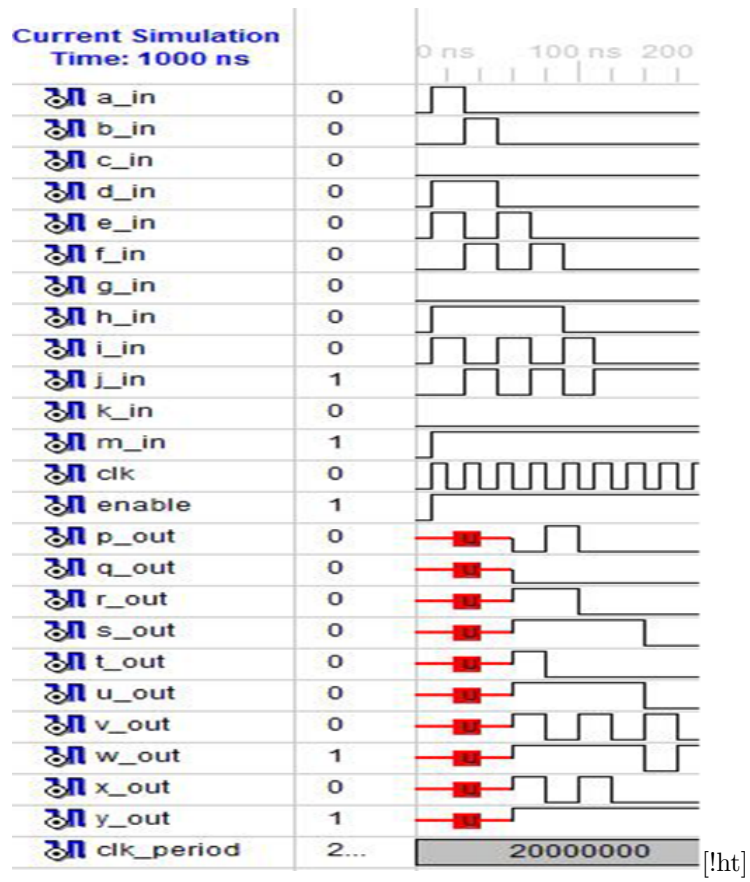 Current Simulation
Time: 1000 ns
0 ns 100 ns 200
a_in 0
b_in 0
c_in 0
d_in 0
e_in 0
f_in 0
g_in 0
h_in 0
i_in 0
j_in 1
k_in 0
m_in 1
clk 0
enable 1
p_out 0 U
q_out 0 U
r_out 0 U
s_out 0 U
t_out 0 U
u_out 0 U
v_out 0 U
w_out 1 U
x_out 0 U
y_out 1 U
clk_period 2... 20000000
[!ht]